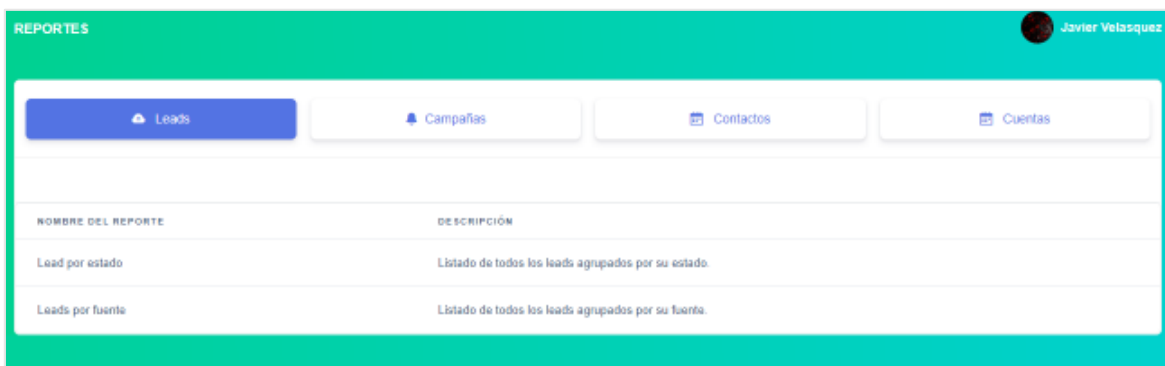 REPORTES
Javier Velasquez
Leads
Campañas
Contactos
Cuentas
NOMBRE DEL REPORTE DESCRIPCIÓN
Lead por estado Listado de todos los leads agrupados por su estado.
Leads por fuente Listado de todos los leads agrupados por su fuente.